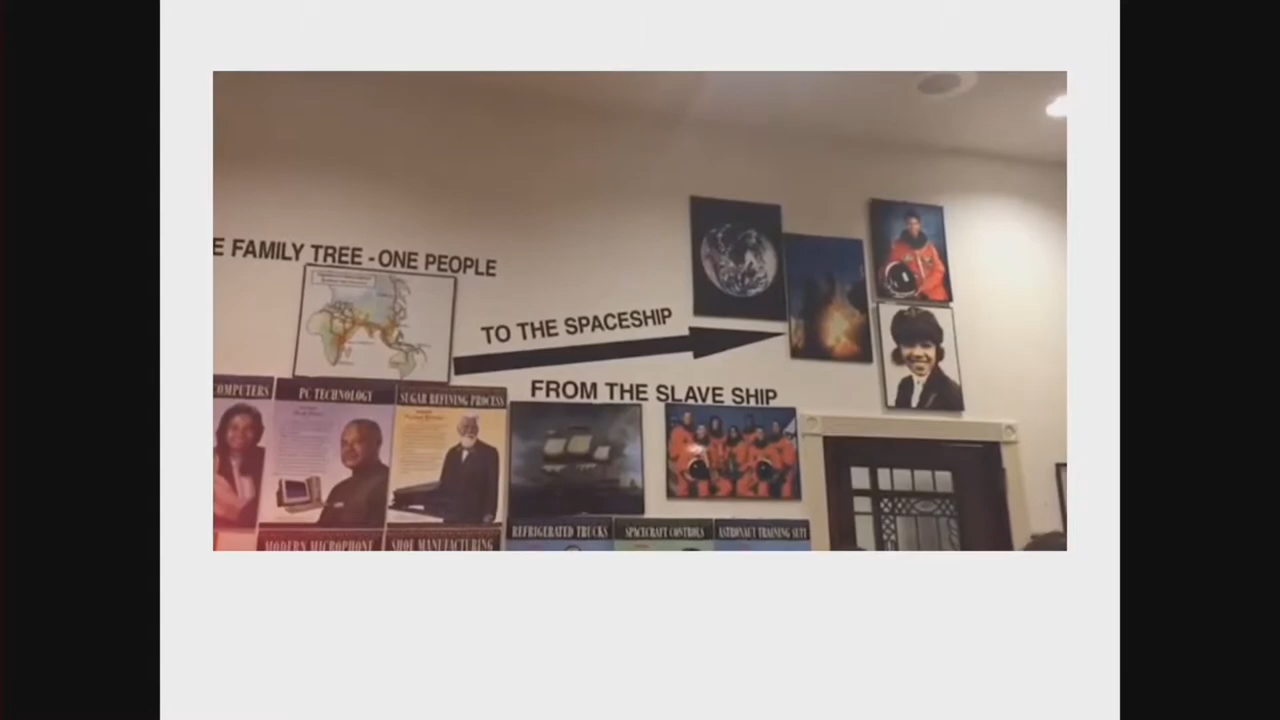 E FAMILY TREE - ONE PEOPLE
TO THE SPACESHIP
FROM THE SLAVE SHIP
COMPUTERS
PC TECHNOLOGY
SUGAR REFINING PROCESS
REFRIGERATED TRUCKS
SPACECRAFT CONTROLS
ASTRONAUT TRAINING SUIT
MODERN MICROPHONE
SHOE MANUFACTURING